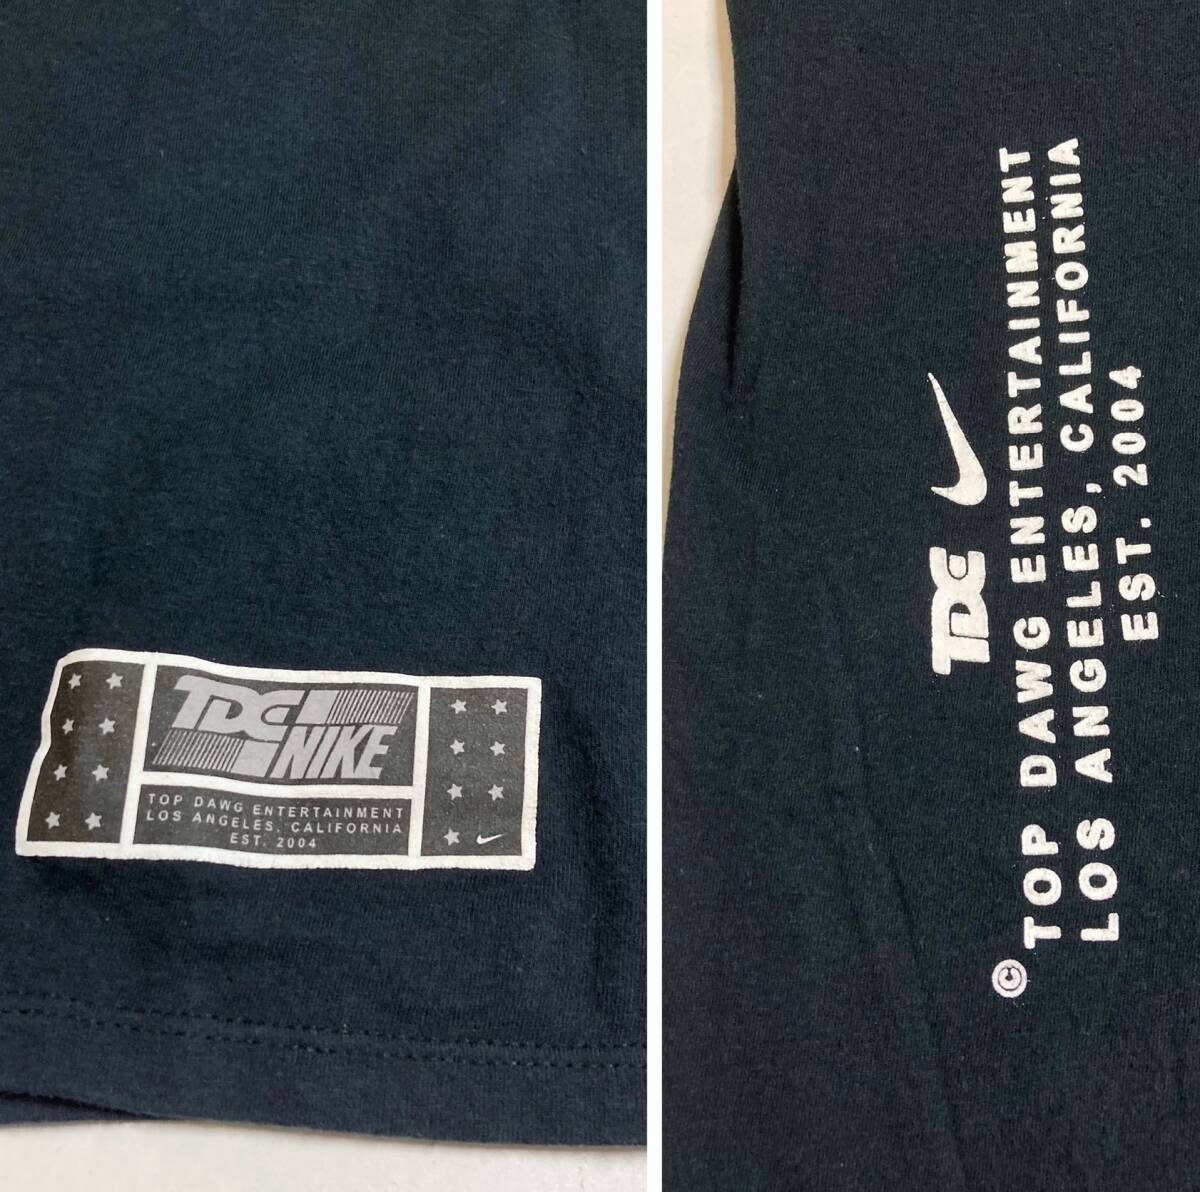 TDE
NIKE
TOP DAWG ENTERTAINMENT
LOS ANGELES, CALIFORNIA
EST. 2004
TDE
© TOP DAWG ENTERTAINMENT
LOS ANGELES, CALIFORNIA
EST. 2004